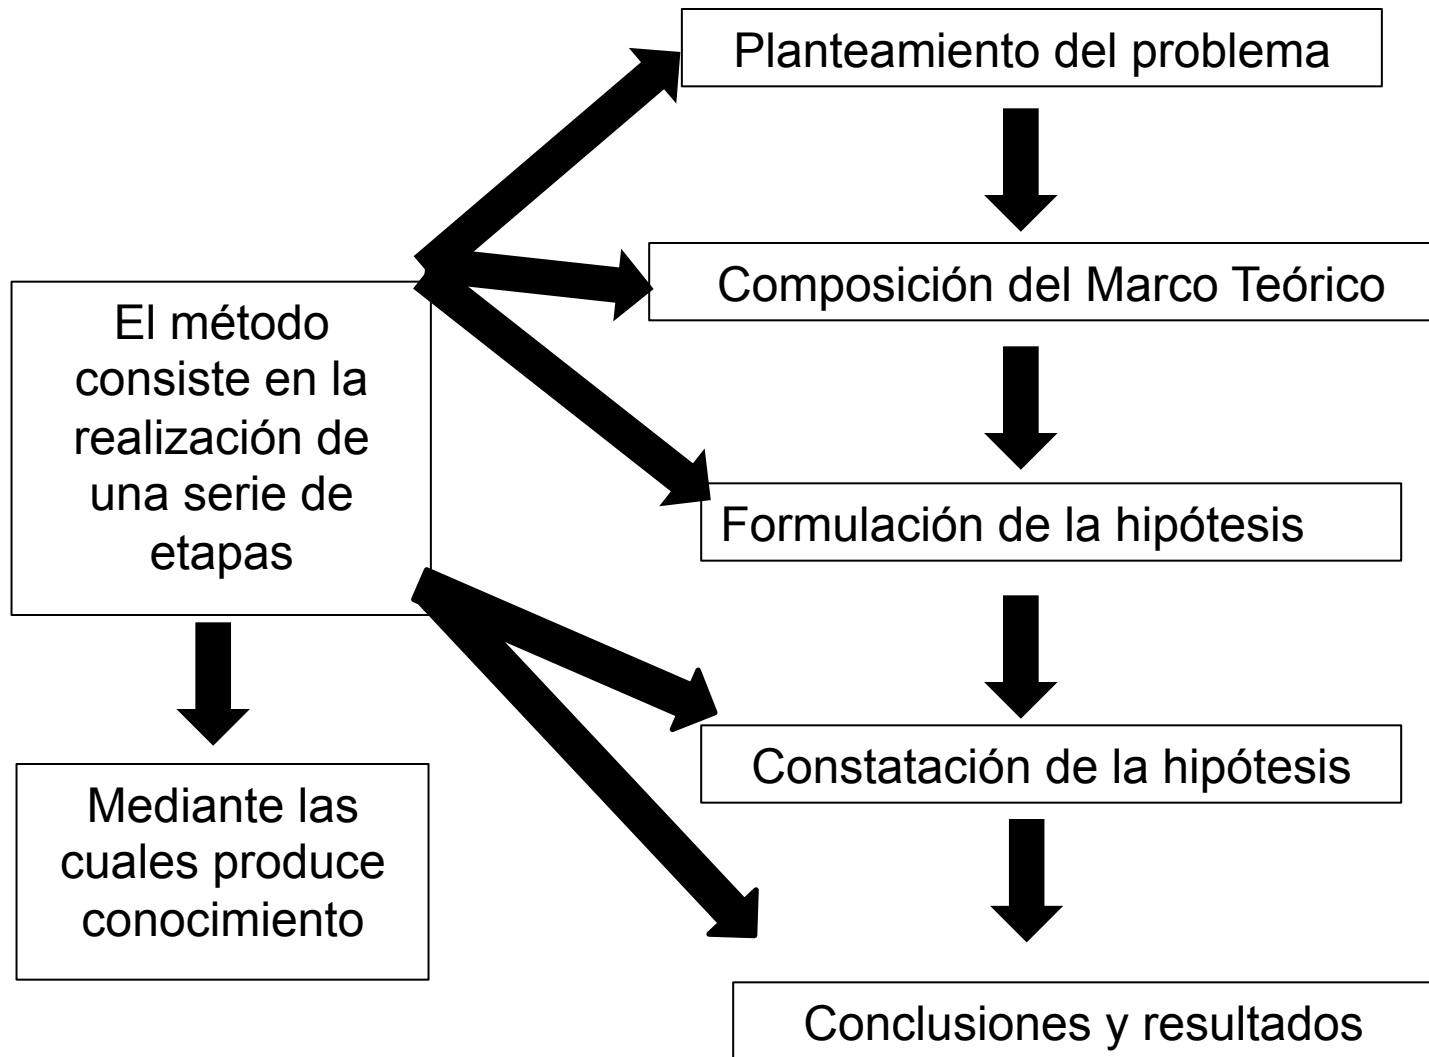 Planteamiento del problema
Composición del Marco Teórico
El método
consiste en la
realización de
una serie de
etapas
Formulación de la hipótesis
Constatación de la hipótesis
Mediante las
cuales produce
conocimiento
Conclusiones y resultados